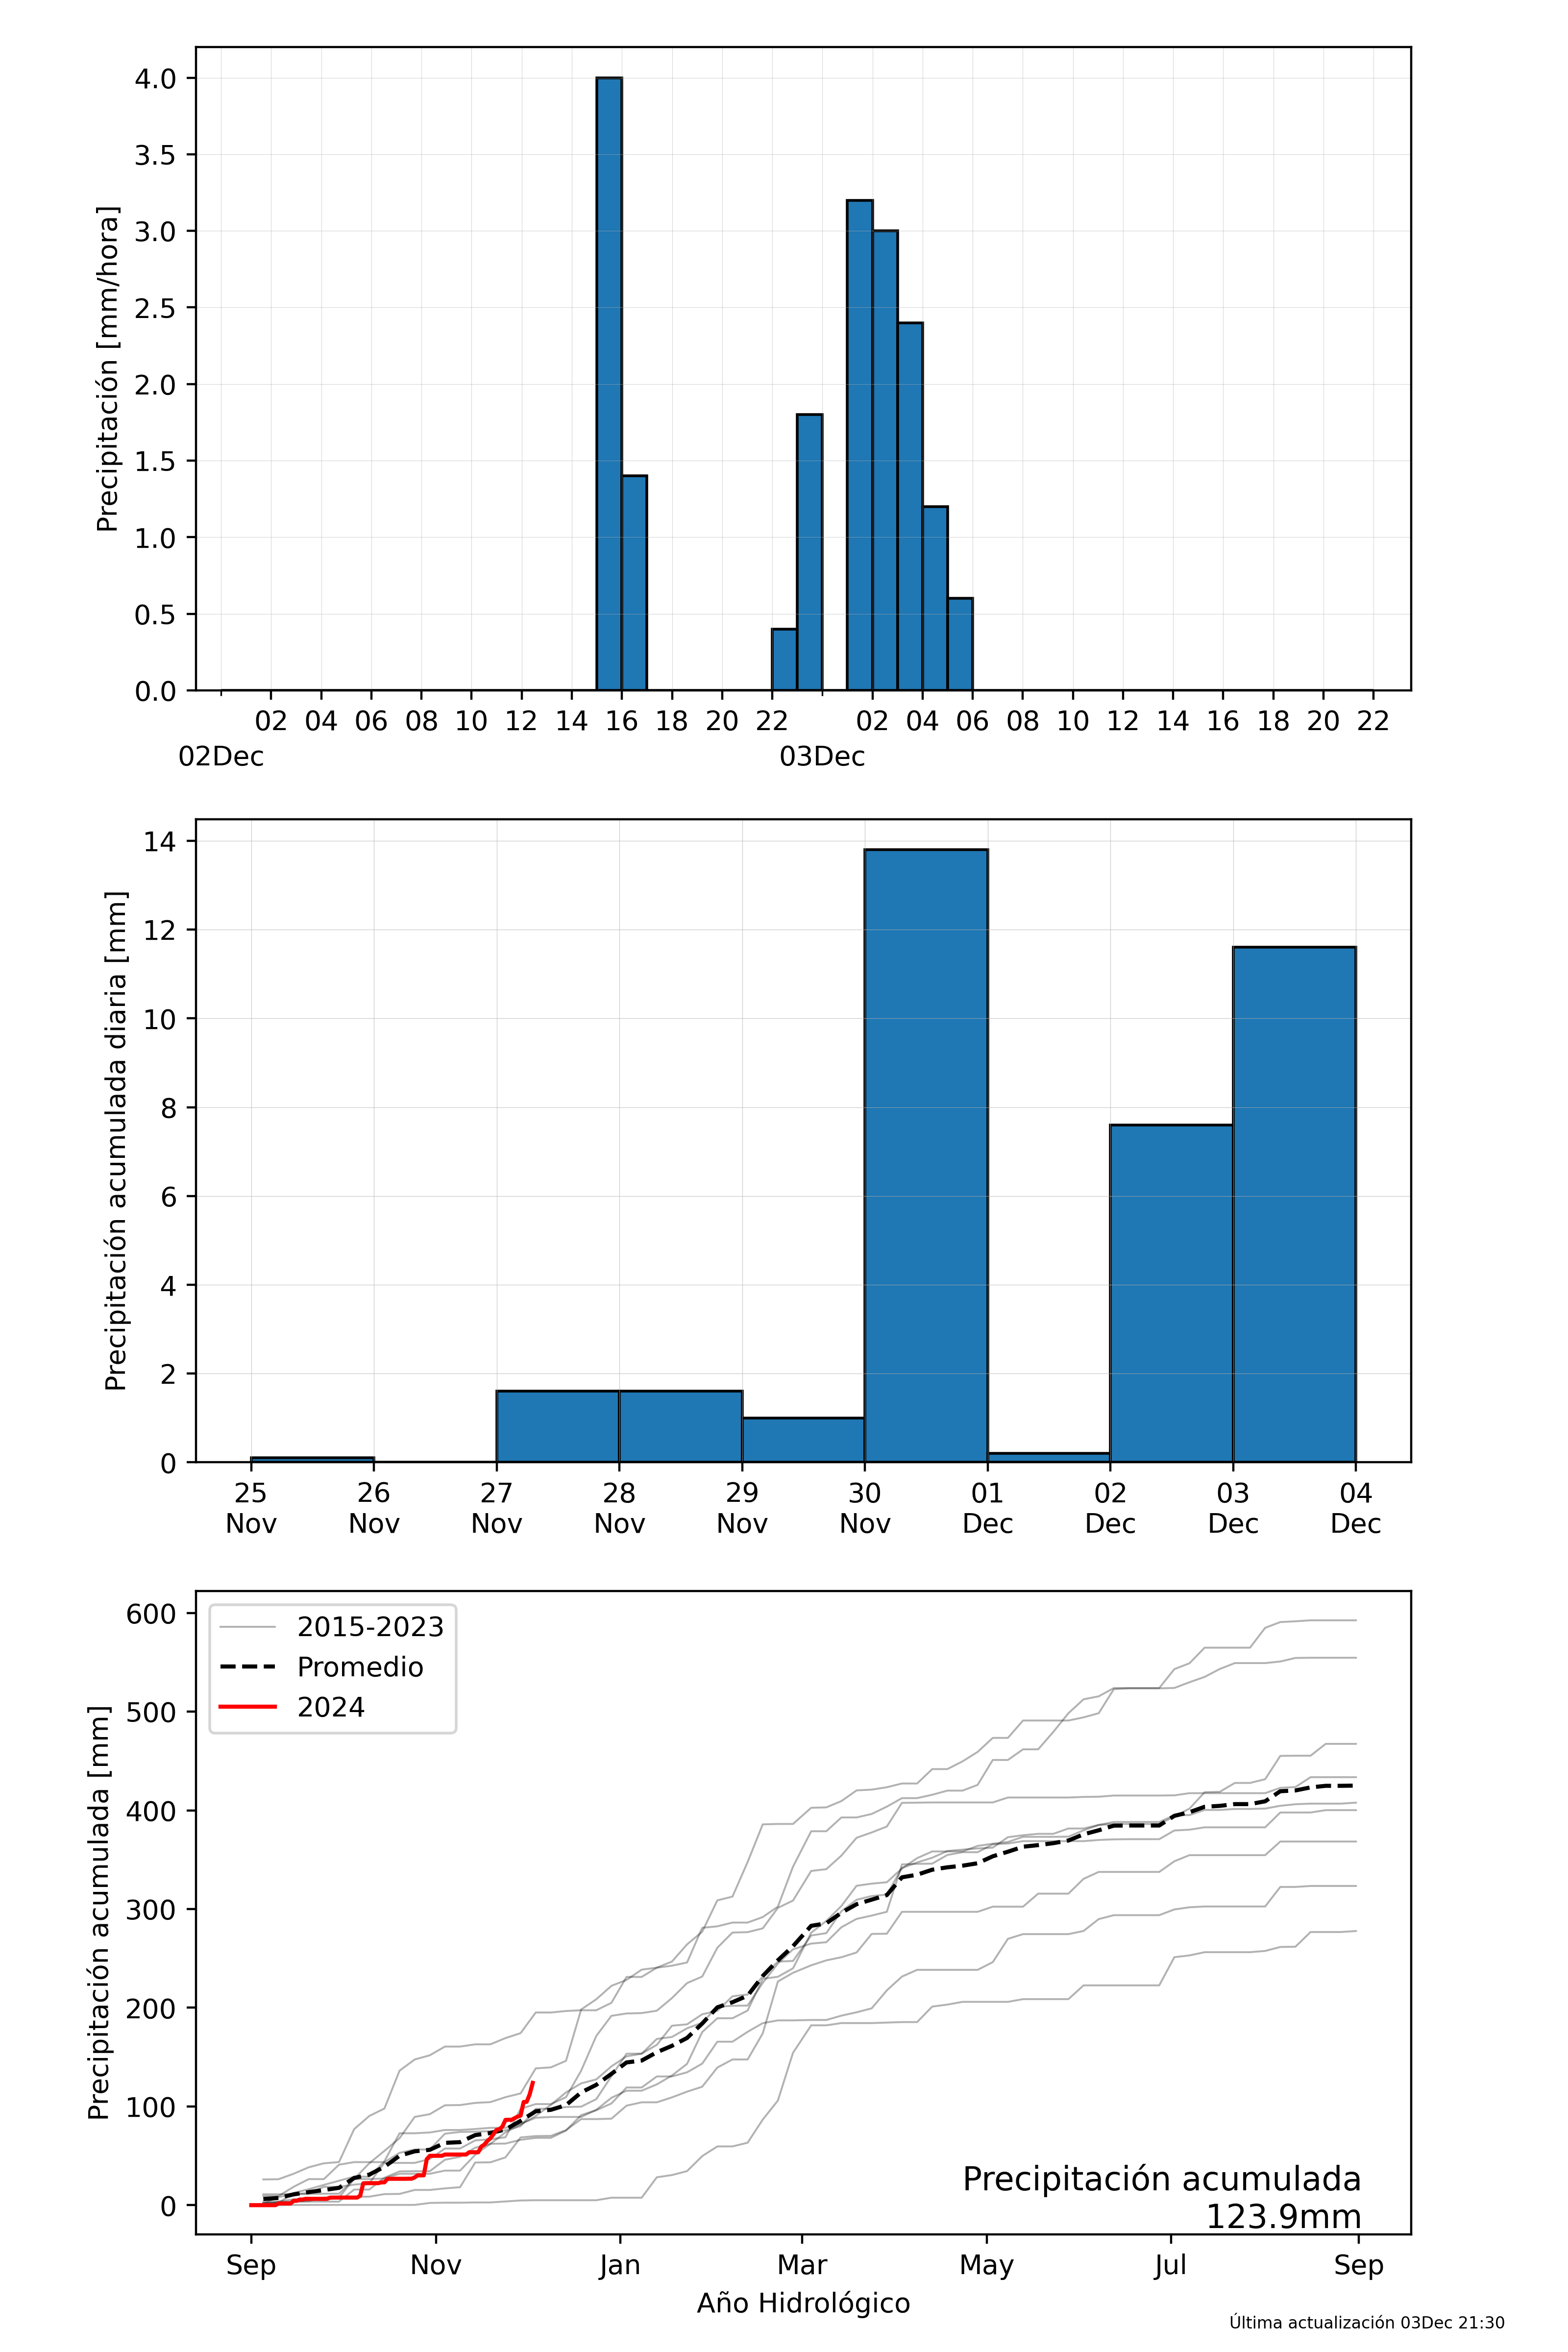 4.0
3.5
3.0
2.5
2.0
1.5
1.0
0.5
0.0
Precipitación [mm/hora]
02 04 06 08 10 12 14 16 18 20 22 02 04 06 08 10 12 14 16 18 20 22
02Dec 03Dec
14
12
10
8
6
4
2
0
Precipitación acumulada diaria [mm]
25 26 27 28 29 30 01 02 03 04
Nov Nov Nov Nov Nov Nov Dec Dec Dec Dec
600
500
400
300
200
100
0
Precipitación acumulada [mm]
2015-2023
Promedio
2024
Precipitación acumulada
123.9mm
Sep Nov Jan Mar May Jul Sep
Año Hidrológico
Última actualización 03Dec 21:30